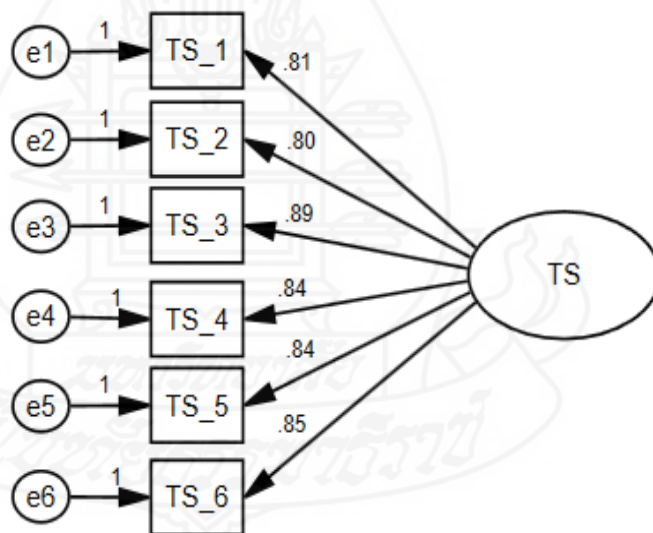 e1 1 TS_1 .81
e2 1 TS_2 .80
e3 1 TS_3 .89
TS
e4 1 TS_4 .84
e5 1 TS_5 .84
e6 1 TS_6 .85